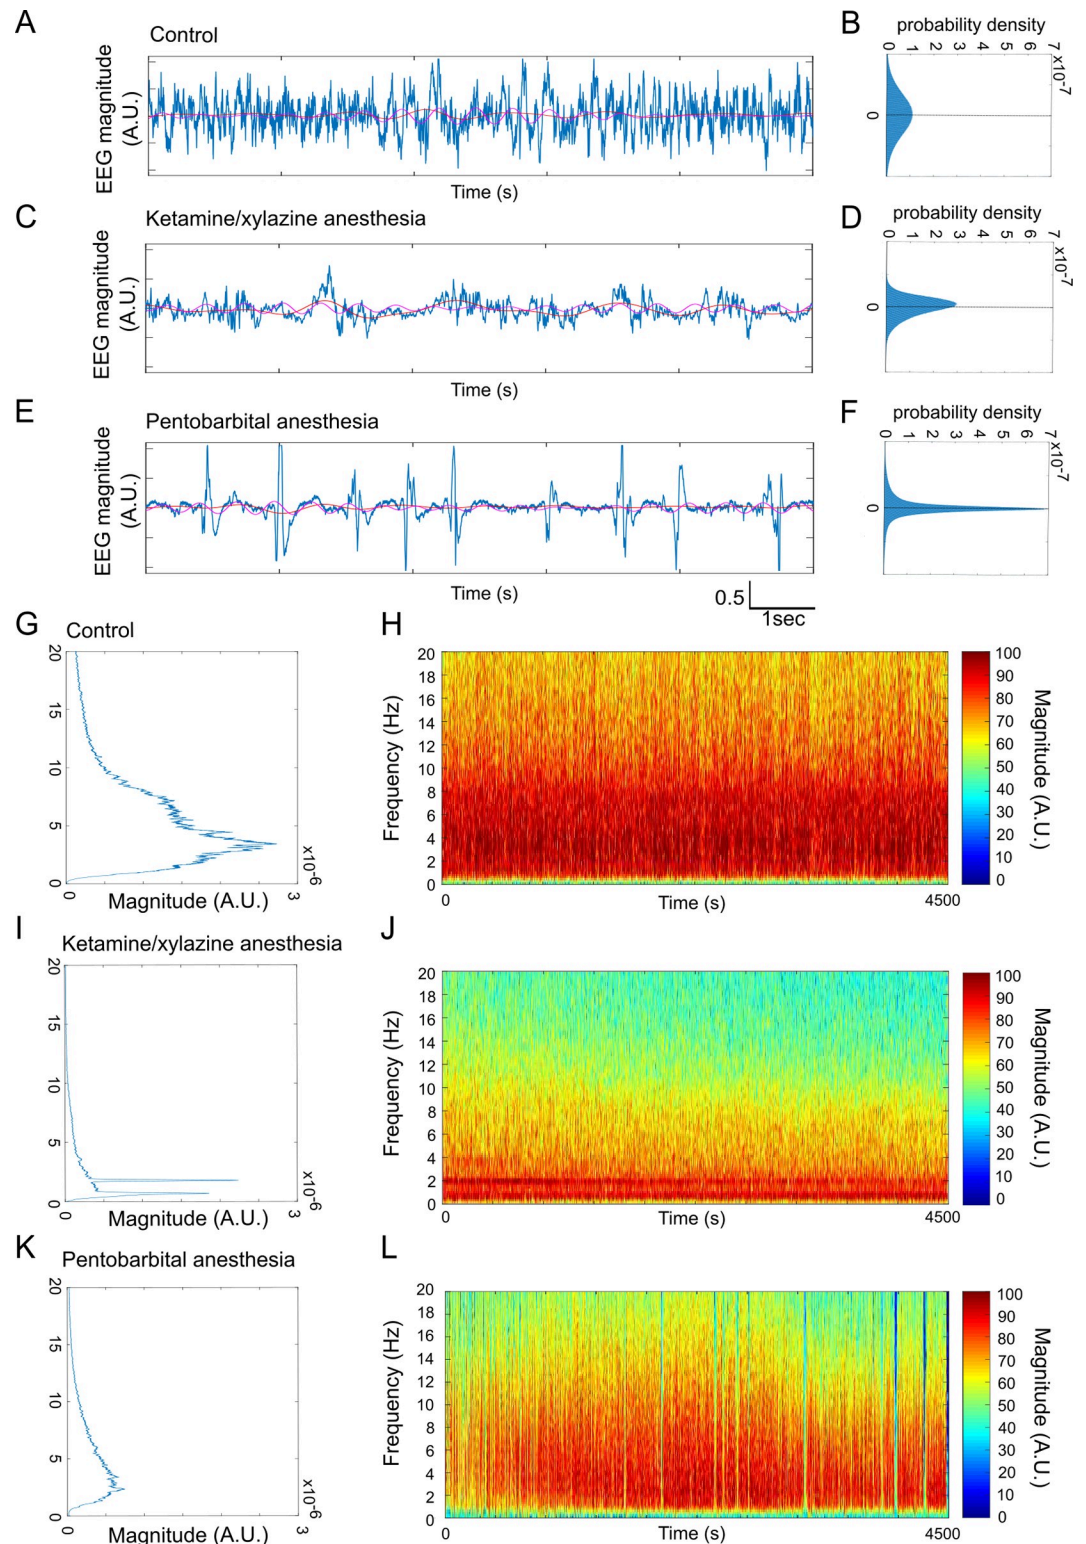 A
Control
EEG magnitude
(A.U.)
Time (s)
B
probability density
0 1 2 3 4 5 6 7
x10-7
0
C
Ketamine/xylazine anesthesia
EEG magnitude
(A.U.)
Time (s)
D
probability density
0 1 2 3 4 5 6 7
x10-7
0
E
Pentobarbital anesthesia
EEG magnitude
(A.U.)
Time (s)
F
probability density
0 1 2 3 4 5 6 7
x10-7
0
0.5
1sec
G
Control
20
15
10
5
0
0 3
x10-6
Magnitude (A.U.)
H
20
18
16
14
12
10
8
6
4
2
0
Frequency (Hz)
0 4500
Time (s)
100
90
80
70
60
50
40
30
20
10
0
Magnitude (A.U.)
I
Ketamine/xylazine anesthesia
20
15
10
5
0
0 3
x10-6
Magnitude (A.U.)
J
20
18
16
14
12
10
8
6
4
2
0
Frequency (Hz)
0 4500
Time (s)
100
90
80
70
60
50
40
30
20
10
0
Magnitude (A.U.)
K
Pentobarbital anesthesia
20
15
10
5
0
0 3
x10-6
Magnitude (A.U.)
L
20
18
16
14
12
10
8
6
4
2
0
Frequency (Hz)
0 4500
Time (s)
100
90
80
70
60
50
40
30
20
10
0
Magnitude (A.U.)